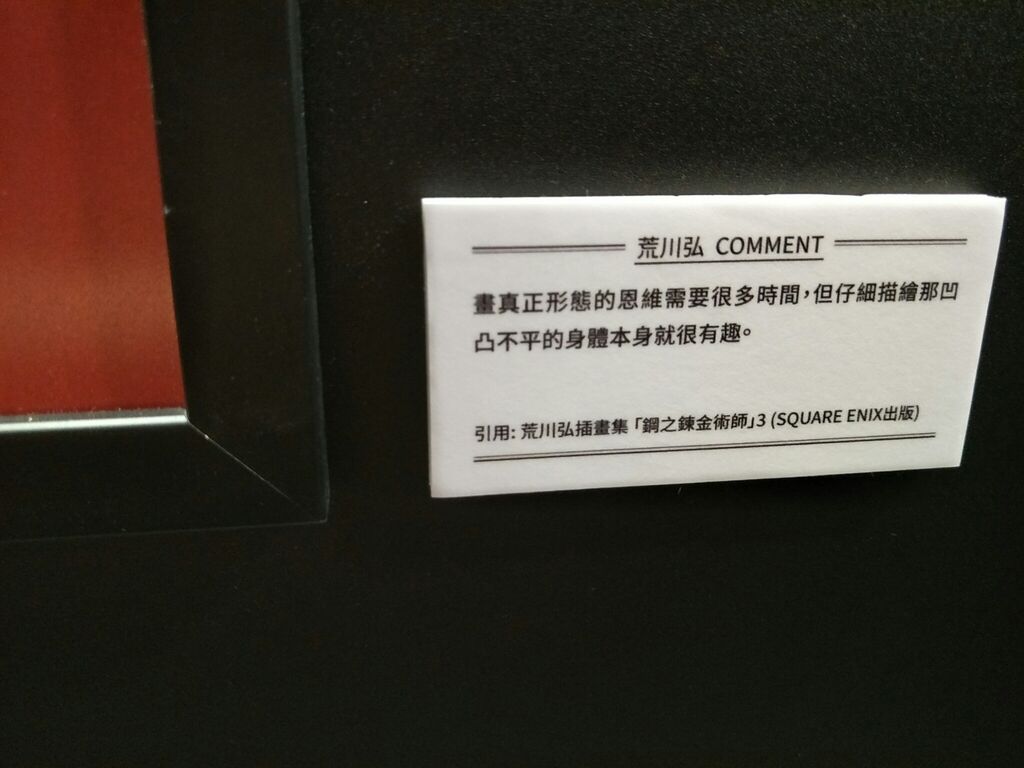 荒川弘 COMMENT
畫真正形態的恩維需要很多時間，但仔細描繪那凹
凸不平的身體本身就很有趣。
引用: 荒川弘插畫集「鋼之鍊金術師」3 (SQUARE ENIX出版)